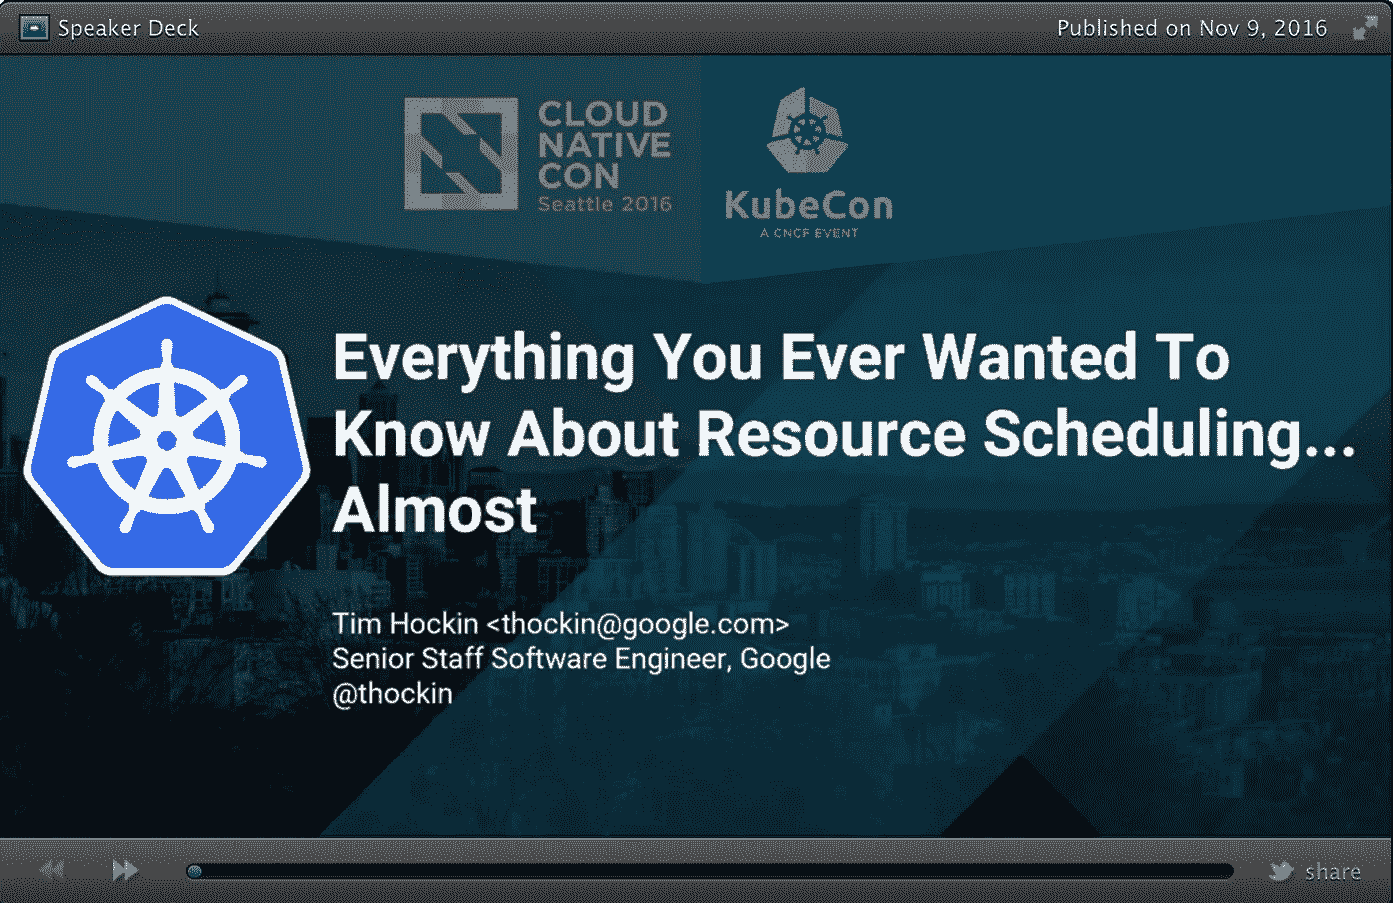 Speaker Deck
Published on Nov 9, 2016
CLOUD
NATIVE
CON
Seattle 2016
KubeCon
A CNCF EVENT
Everything You Ever Wanted To
Know About Resource Scheduling...
Almost
Tim Hockin <thockin@google.com>
Senior Staff Software Engineer, Google
@thockin
share